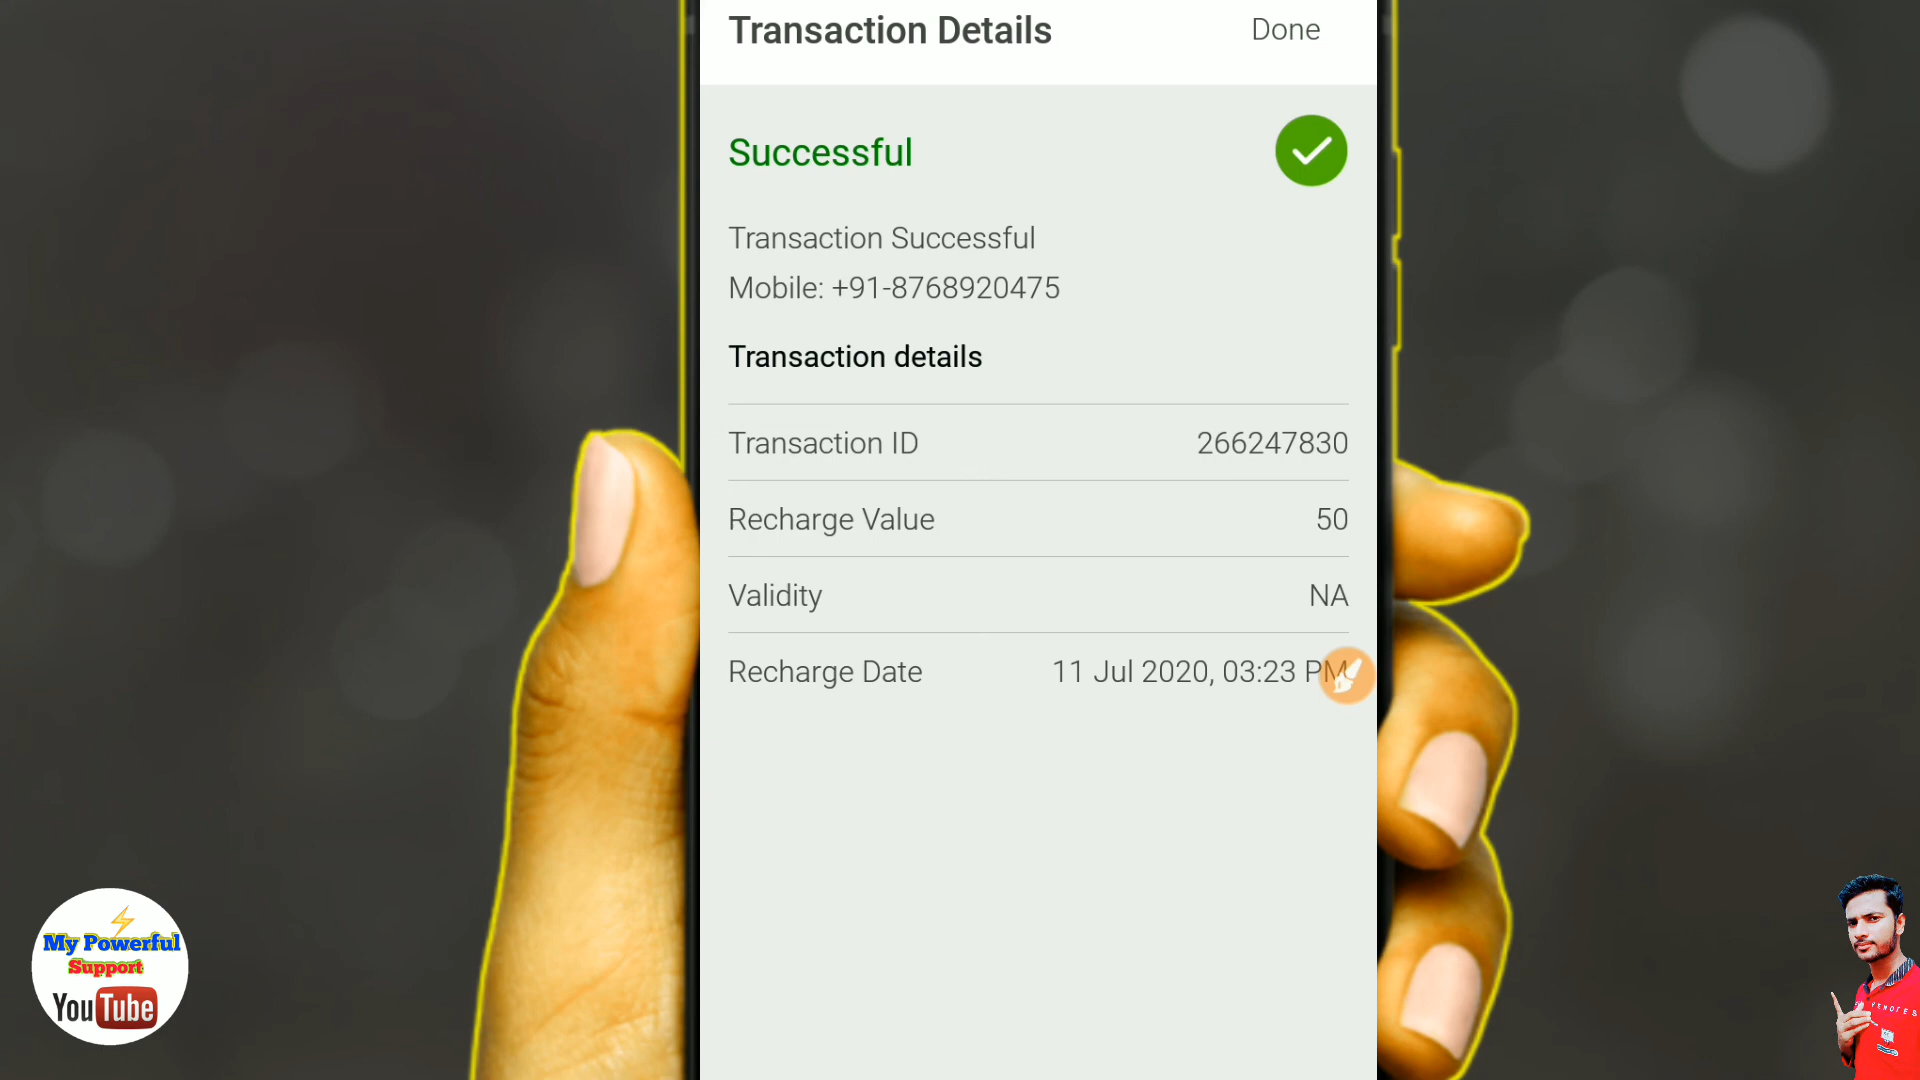 Transaction Details Done
Successful
Transaction Successful
Mobile: +91-8768920475
Transaction details
Transaction ID 266247830
Recharge Value 50
Validity NA
Recharge Date 11 Jul 2020, 03:23 PM
My Powerful
Support
YouTube